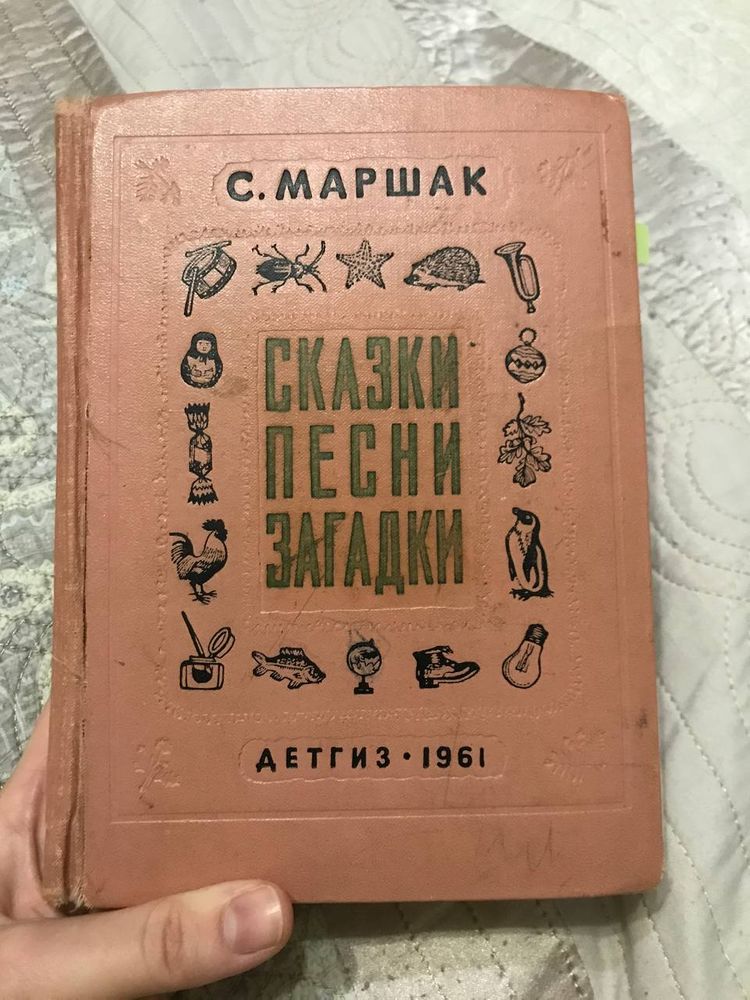 С. МАРШАК
СКАЗКИ
ПЕСНИ
ЗАГАДКИ
ДЕТГИЗ · 1961